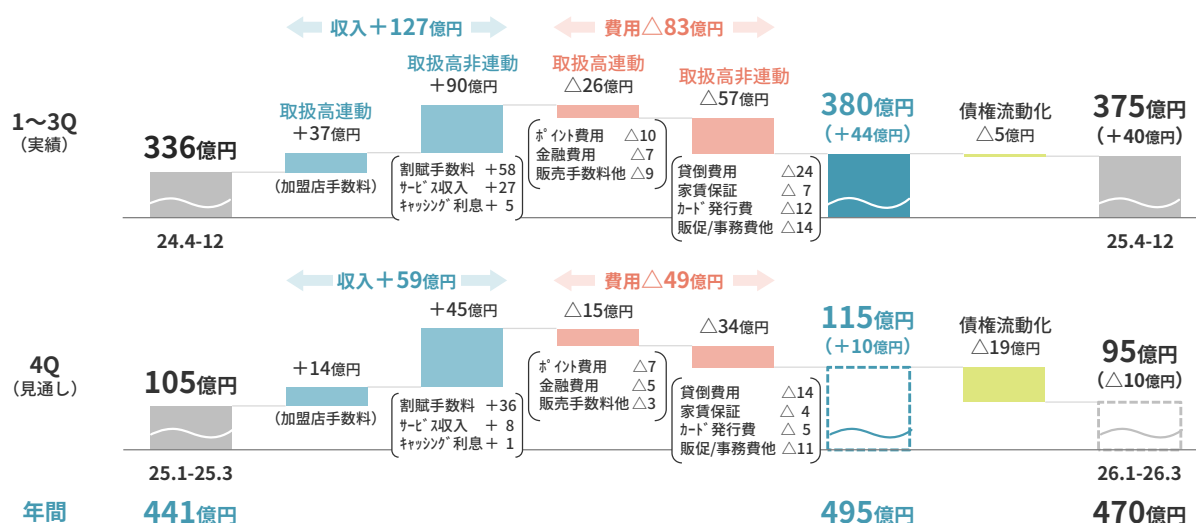 収入＋127億円
費用△83億円
取扱高連動
＋37億円
(加盟店手数料)
取扱高非連動
＋90億円
割賦手数料 ＋58
ｻｰﾋﾞｽ収入 ＋27
ｷｬｯｼﾝｸﾞ利息＋ 5
取扱高連動
△26億円
ﾎﾟｲﾝﾄ費用 △10
金融費用 △7
販売手数料他 △9
取扱高非連動
△57億円
貸倒費用 △24
家賃保証 △ 7
ｶｰﾄﾞ発行費 △12
販促/事務費他 △14
1〜3Q
（実績）
336億円
24.4-12
380億円
（＋44億円）
債権流動化
△5億円
375億円
（＋40億円）
25.4-12
収入＋59億円
費用△49億円
4Q
（見通し）
105億円
25.1-25.3
＋14億円
(加盟店手数料)
＋45億円
割賦手数料 ＋36
ｻｰﾋﾞｽ収入 ＋ 8
ｷｬｯｼﾝｸﾞ利息＋ 1
△15億円
ﾎﾟｲﾝﾄ費用 △7
金融費用 △5
販売手数料他 △3
△34億円
貸倒費用 △14
家賃保証 △ 4
ｶｰﾄﾞ発行費 △ 5
販促/事務費他 △11
115億円
（＋10億円）
債権流動化
△19億円
95億円
（△10億円）
26.1-26.3
年間
441億円
495億円
470億円